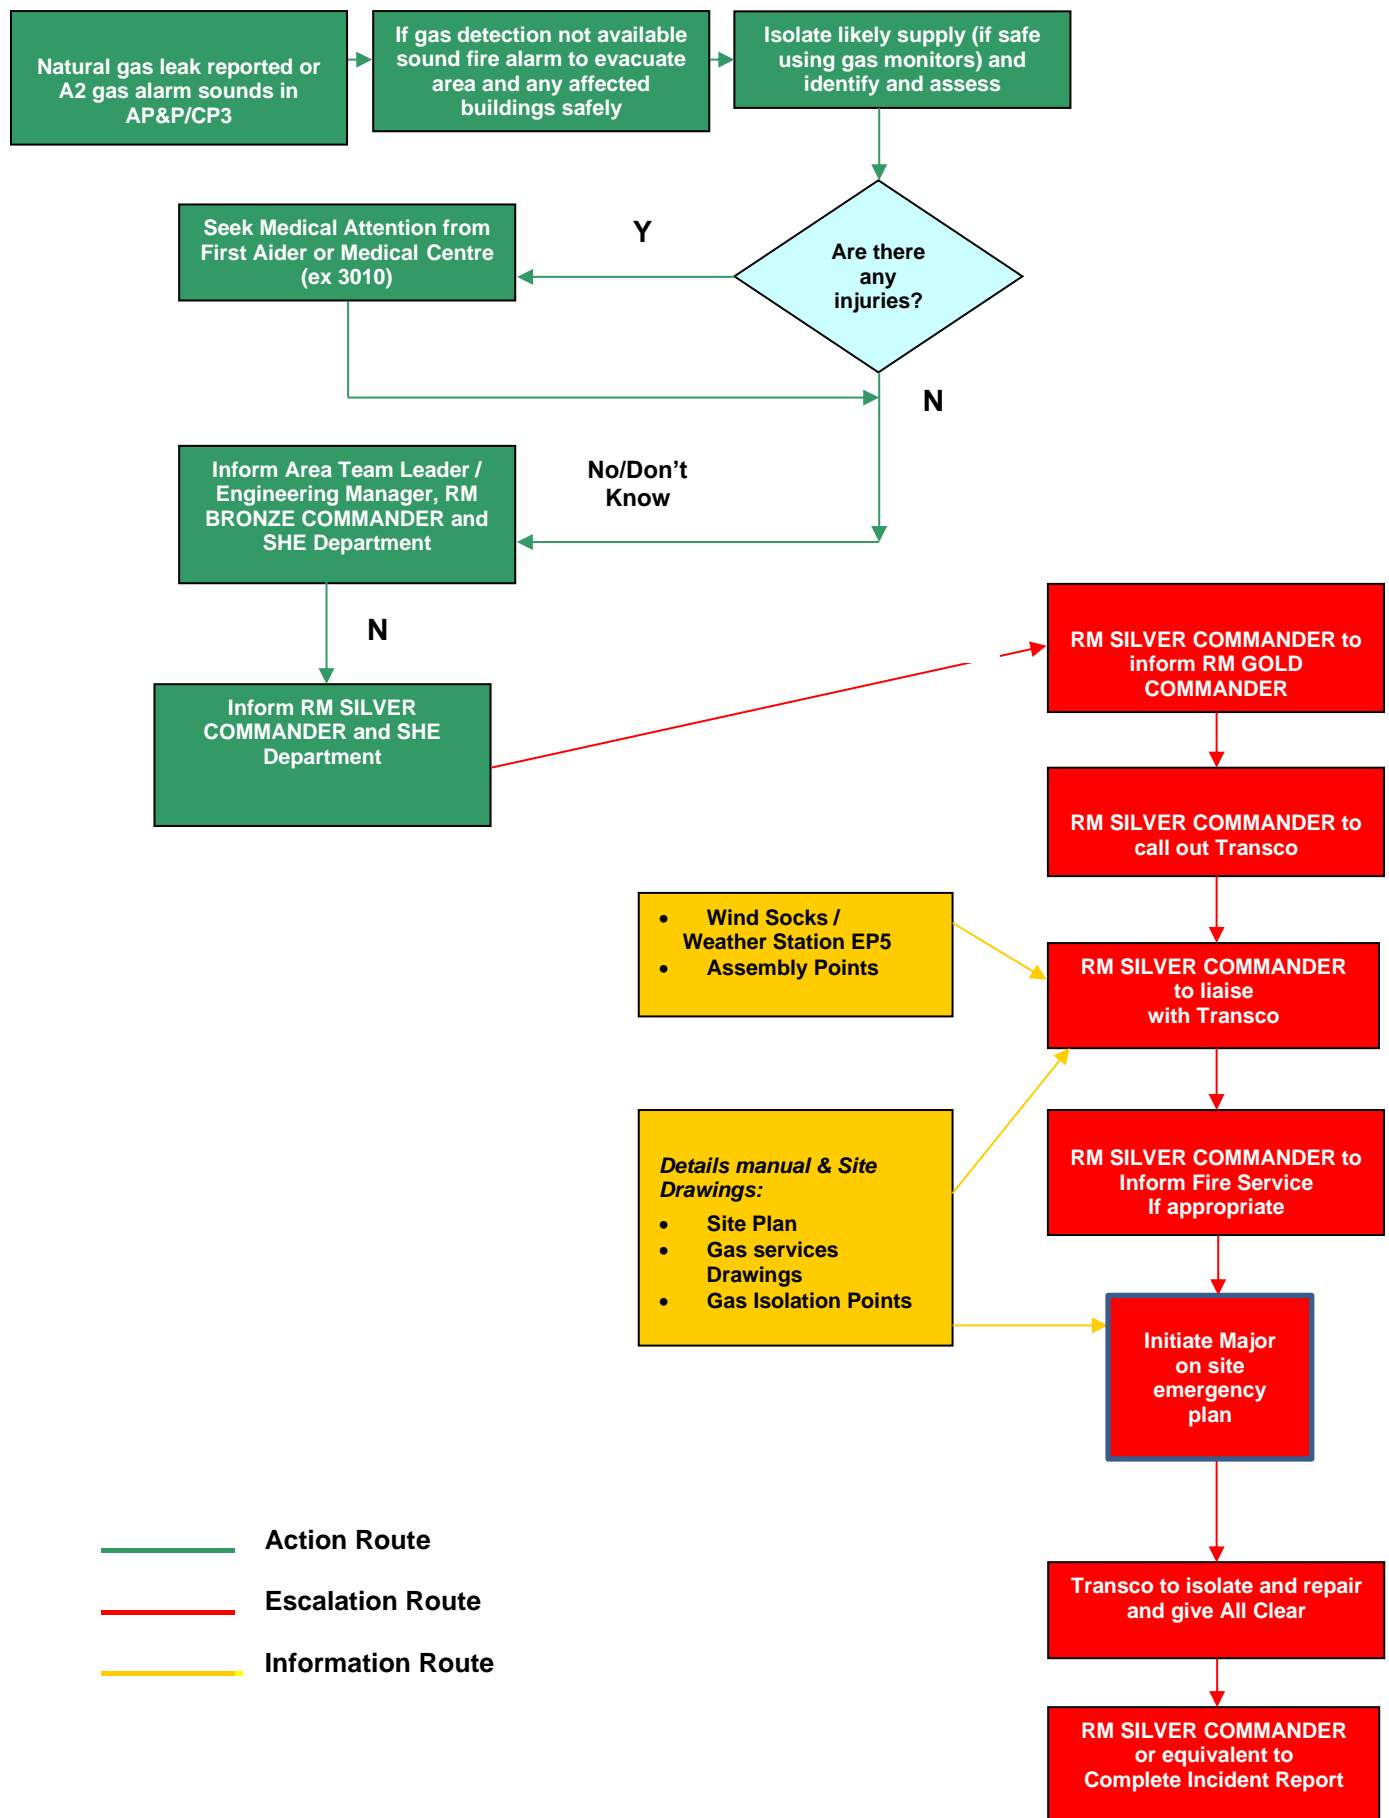 Natural gas leak reported or
A2 gas alarm sounds in
AP&P/CP3
If gas detection not available
sound fire alarm to evacuate
area and any affected
buildings safely
Isolate likely supply (if safe
using gas monitors) and
identify and assess
Seek Medical Attention from
First Aider or Medical Centre
(ex 3010)
Y
Are there
any
injuries?
N
Inform Area Team Leader /
Engineering Manager, RM
BRONZE COMMANDER and
SHE Department
No/Don’t
Know
N
Inform RM SILVER
COMMANDER and SHE
Department
RM SILVER COMMANDER to
inform RM GOLD
COMMANDER
RM SILVER COMMANDER to
call out Transco
• Wind Socks /
Weather Station EP5
• Assembly Points
RM SILVER COMMANDER
to liaise
with Transco
Details manual & Site
Drawings:
• Site Plan
• Gas services
Drawings
• Gas Isolation Points
RM SILVER COMMANDER to
Inform Fire Service
If appropriate
Initiate Major
on site
emergency
plan
Action Route
Escalation Route
Information Route
Transco to isolate and repair
and give All Clear
RM SILVER COMMANDER
or equivalent to
Complete Incident Report